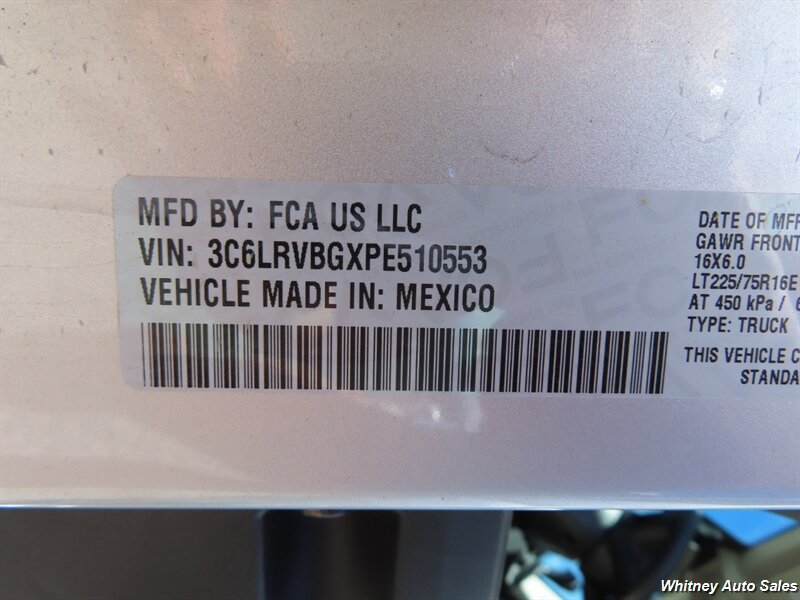 MFD BY: FCA US LLC
VIN: 3C6LRVBGXPE510553
VEHICLE MADE IN: MEXICO
DATE OF MFR
GAWR FRONT
16X6.0
LT225/75R16E
AT 450 kPa /
TYPE: TRUCK
THIS VEHICLE C
STANDA
Whitney Auto Sales